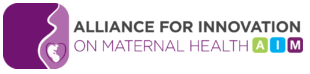 ALLIANCE FOR INNOVATION
ON MATERNAL HEALTH AIM